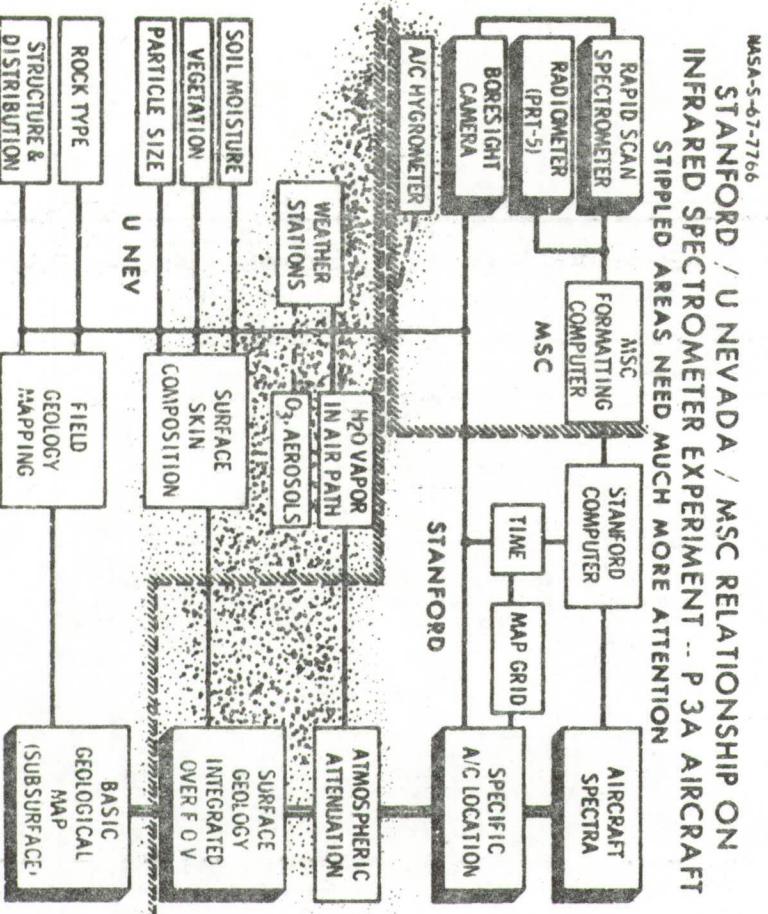 NASA-S-67-7766
STANFORD / U NEVADA / MSC RELATIONSHIP ON
INFRARED SPECTROMETER EXPERIMENT -- P 3A AIRCRAFT
STIPPLED AREAS NEED MUCH MORE ATTENTION
RAPID SCAN
SPECTROMETER
RADIOMETER
(PRT-5)
BORESIGHT
CAMERA
A/C HYGROMETER
MSC
FORMATTING
COMPUTER
MSC
STANFORD
COMPUTER
TIME
MAP GRID
STANFORD
AIRCRAFT
SPECTRA
SPECIFIC
A/C LOCATION
WEATHER
STATIONS
H2O VAPOR
IN AIR PATH
O3, AEROSOLS
ATMOSPHERIC
ATTENUATION
SOIL MOISTURE
VEGETATION
PARTICLE SIZE
SURFACE
SKIN
COMPOSITION
SURFACE
GEOLOGY
INTEGRATED
OVER F O V
U NEV
ROCK TYPE
STRUCTURE &
DISTRIBUTION
FIELD
GEOLOGY
MAPPING
BASIC
GEOLOGICAL
MAP
(SUBSURFACE)